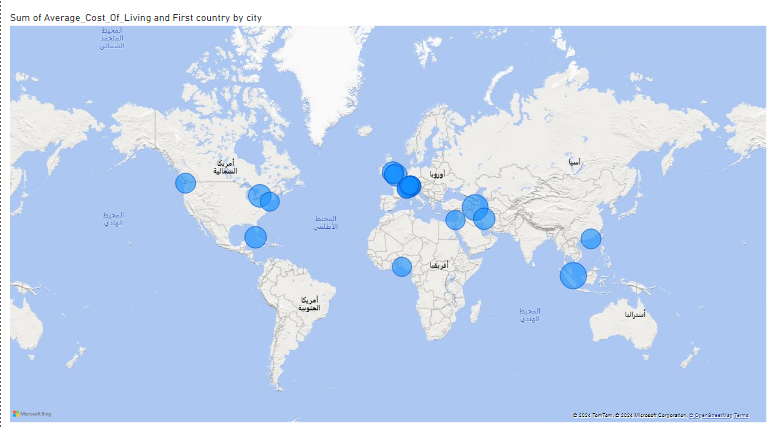 Sum of Average_Cost_Of_Living and First country by city
المحيط
المتجمد
الشمالي
أمريكا
الشمالية
أوروبا
آسيا
المحيط
الهادي
المحيط
الأطلسي
أفريقيا
أمريكا
الجنوبية
المحيط
الهندي
أستراليا
Microsoft Bing
© 2024 TomTom, © 2024 Microsoft Corporation, © OpenStreetMap Terms